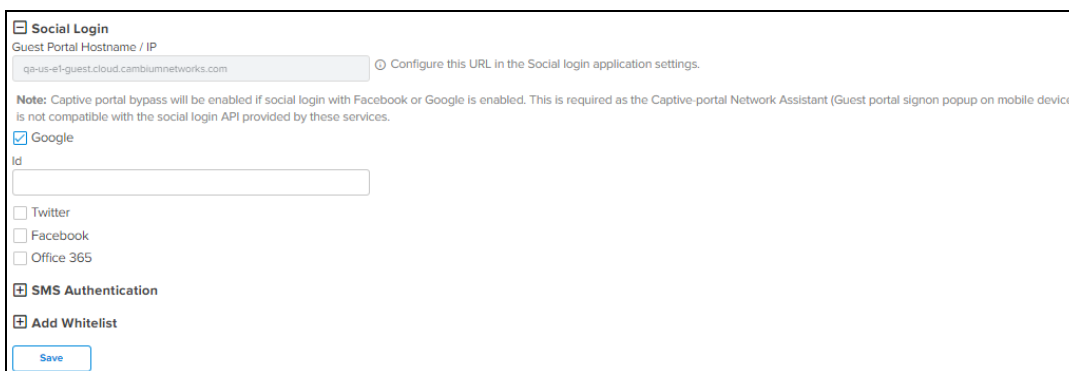 Social Login
Guest Portal Hostname / IP
qa-us-e1-guest.cloud.cambiumnetworks.com
Configure this URL in the Social login application settings.
Note: Captive portal bypass will be enabled if social login with Facebook or Google is enabled. This is required as the Captive-portal Network Assistant (Guest portal signon popup on mobile device
is not compatible with the social login API provided by these services.
Google
Id
Twitter
Facebook
Office 365
SMS Authentication
Add Whitelist
Save